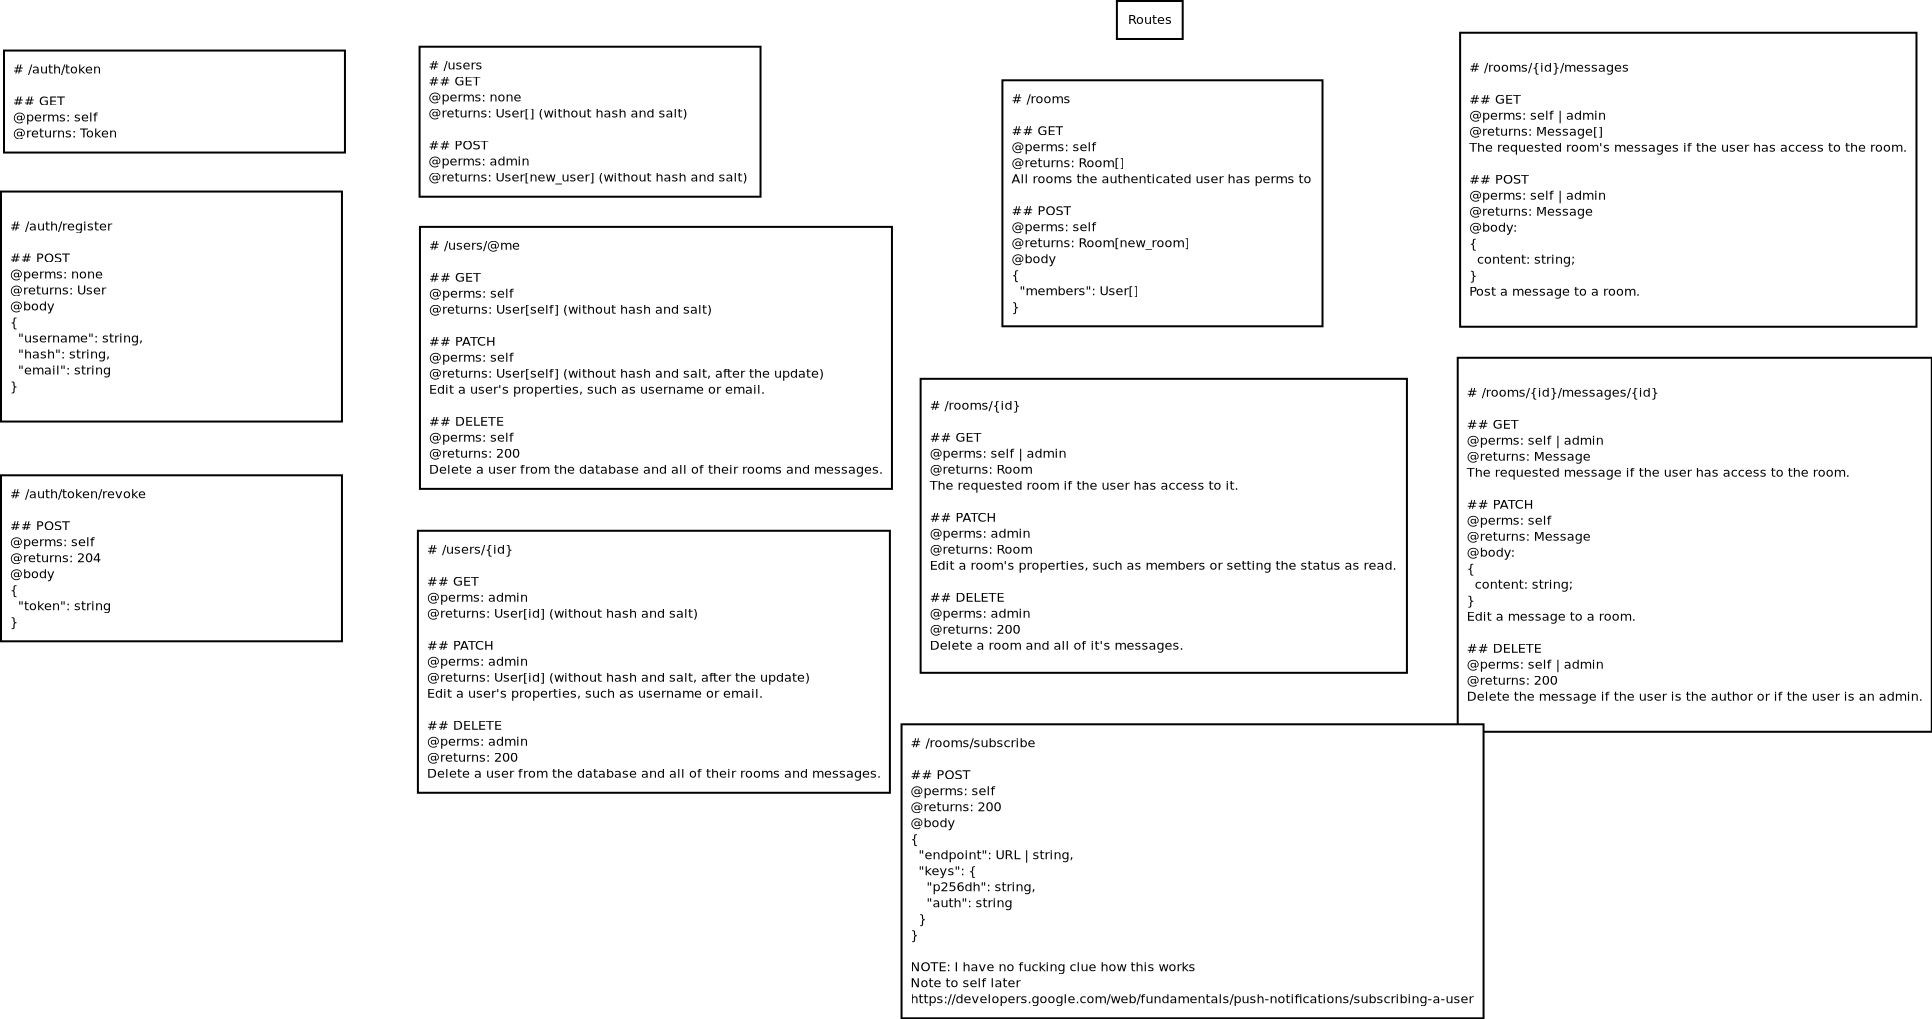 Routes
# /auth/token
## GET
@perms: self
@returns: Token
# /auth/register
## POST
@perms: none
@returns: User
@body
{
"username": string,
"hash": string,
"email": string
}
# /auth/token/revoke
## POST
@perms: self
@returns: 204
@body
{
"token": string
}
# /users
## GET
@perms: none
@returns: User[] (without hash and salt)
## POST
@perms: admin
@returns: User[new_user] (without hash and salt)
# /users/@me
## GET
@perms: self
@returns: User[self] (without hash and salt)
## PATCH
@perms: self
@returns: User[self] (without hash and salt, after the update)
Edit a user's properties, such as username or email.
## DELETE
@perms: self
@returns: 200
Delete a user from the database and all of their rooms and messages.
# /users/{id}
## GET
@perms: admin
@returns: User[id] (without hash and salt)
## PATCH
@perms: admin
@returns: User[id] (without hash and salt, after the update)
Edit a user's properties, such as username or email.
## DELETE
@perms: admin
@returns: 200
Delete a user from the database and all of their rooms and messages.
# /rooms
## GET
@perms: self
@returns: Room[]
All rooms the authenticated user has perms to
## POST
@perms: self
@returns: Room[new_room]
@body
{
"members": User[]
}
# /rooms/{id}
## GET
@perms: self | admin
@returns: Room
The requested room if the user has access to it.
## PATCH
@perms: admin
@returns: Room
Edit a room's properties, such as members or setting the status as read.
## DELETE
@perms: admin
@returns: 200
Delete a room and all of it's messages.
# /rooms/subscribe
## POST
@perms: self
@returns: 200
@body
{
"endpoint": URL | string,
"keys": {
"p256dh": string,
"auth": string
}
}
NOTE: I have no fucking clue how this works
Note to self later
https://developers.google.com/web/fundamentals/push-notifications/subscribing-a-user
# /rooms/{id}/messages
## GET
@perms: self | admin
@returns: Message[]
The requested room's messages if the user has access to the room.
## POST
@perms: self | admin
@returns: Message
@body:
{
content: string;
}
Post a message to a room.
# /rooms/{id}/messages/{id}
## GET
@perms: self | admin
@returns: Message
The requested message if the user has access to the room.
## PATCH
@perms: self
@returns: Message
@body:
{
content: string;
}
Edit a message to a room.
## DELETE
@perms: self | admin
@returns: 200
Delete the message if the user is the author or if the user is an admin.